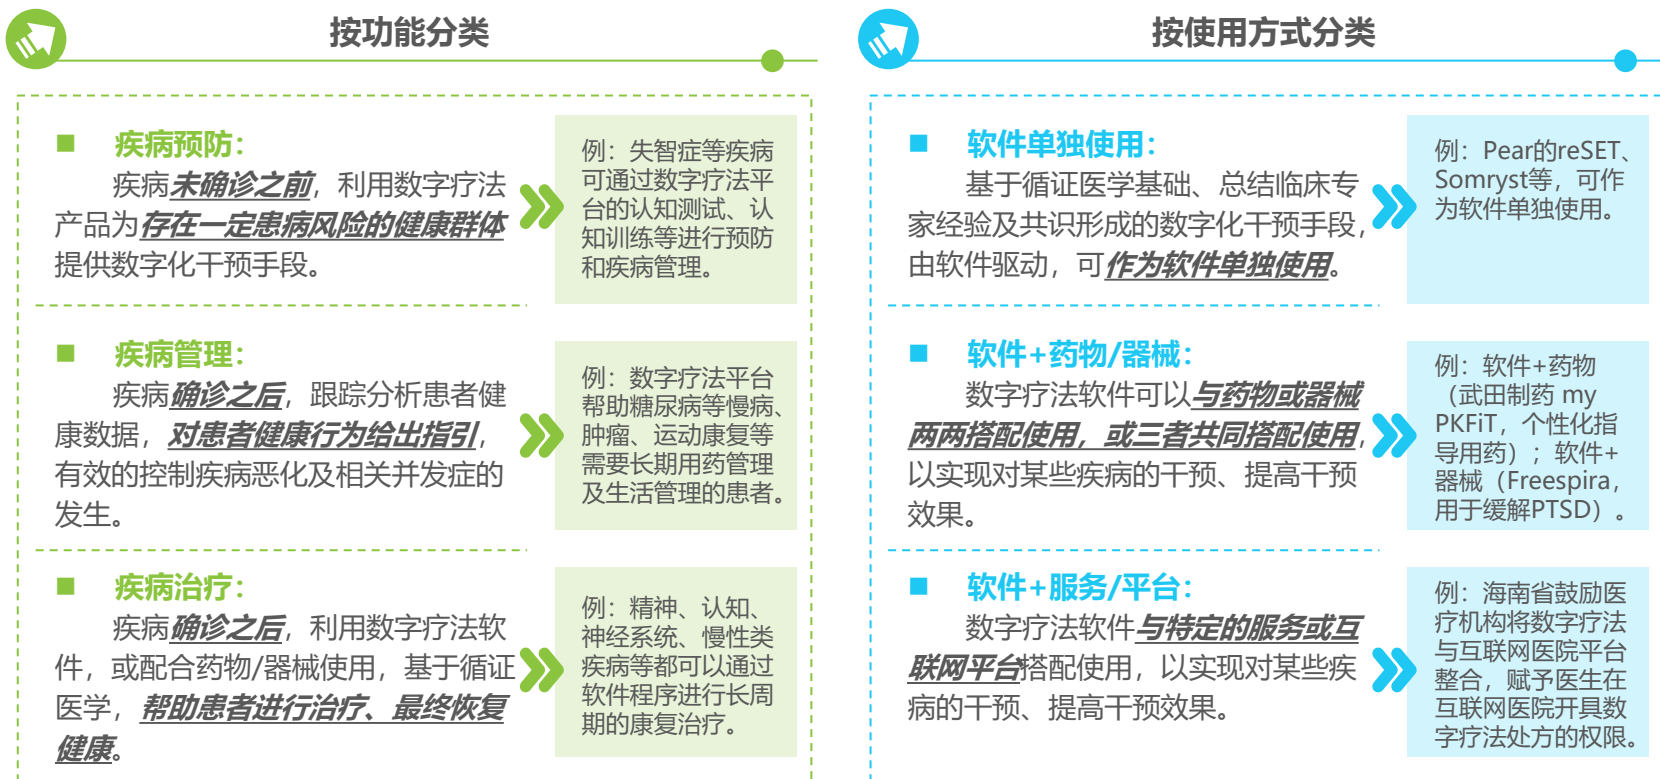 按功能分类
疾病预防：
疾病未确诊之前，利用数字疗法
产品为存在一定患病风险的健康群体
提供数字化干预手段。
例：失智症等疾病
可通过数字疗法平
台的认知测试、认
知训练等进行预防
和疾病管理。
疾病管理：
疾病确诊之后，跟踪分析患者健
康数据，对患者健康行为给出指引，
有效的控制疾病恶化及相关并发症的
发生。
例：数字疗法平台
帮助糖尿病等慢病、
肿瘤、运动康复等
需要长期用药管理
及生活管理的患者。
疾病治疗：
疾病确诊之后，利用数字疗法软
件，或配合药物/器械使用，基于循证
医学，帮助患者进行治疗、最终恢复
健康。
例：精神、认知、
神经系统、慢性类
疾病等都可以通过
软件程序进行长周
期的康复治疗。
按使用方式分类
软件单独使用：
基于循证医学基础、总结临床专
家经验及共识形成的数字化干预手段，
由软件驱动，可作为软件单独使用。
例：Pear的reSET、
Somryst等，可作
为软件单独使用。
软件+药物/器械：
数字疗法软件可以与药物或器械
两两搭配使用，或三者共同搭配使用，
以实现对某些疾病的干预、提高干预
效果。
例：软件+药物
（武田制药 my
PKFiT，个性化指
导用药）；软件+
器械（Freespira，
用于缓解PTSD）。
软件+服务/平台：
数字疗法软件与特定的服务或互
联网平台搭配使用，以实现对某些疾
病的干预、提高干预效果。
例：海南省鼓励医
疗机构将数字疗法
与互联网医院平台
整合，赋予医生在
互联网医院开具数
字疗法处方的权限。